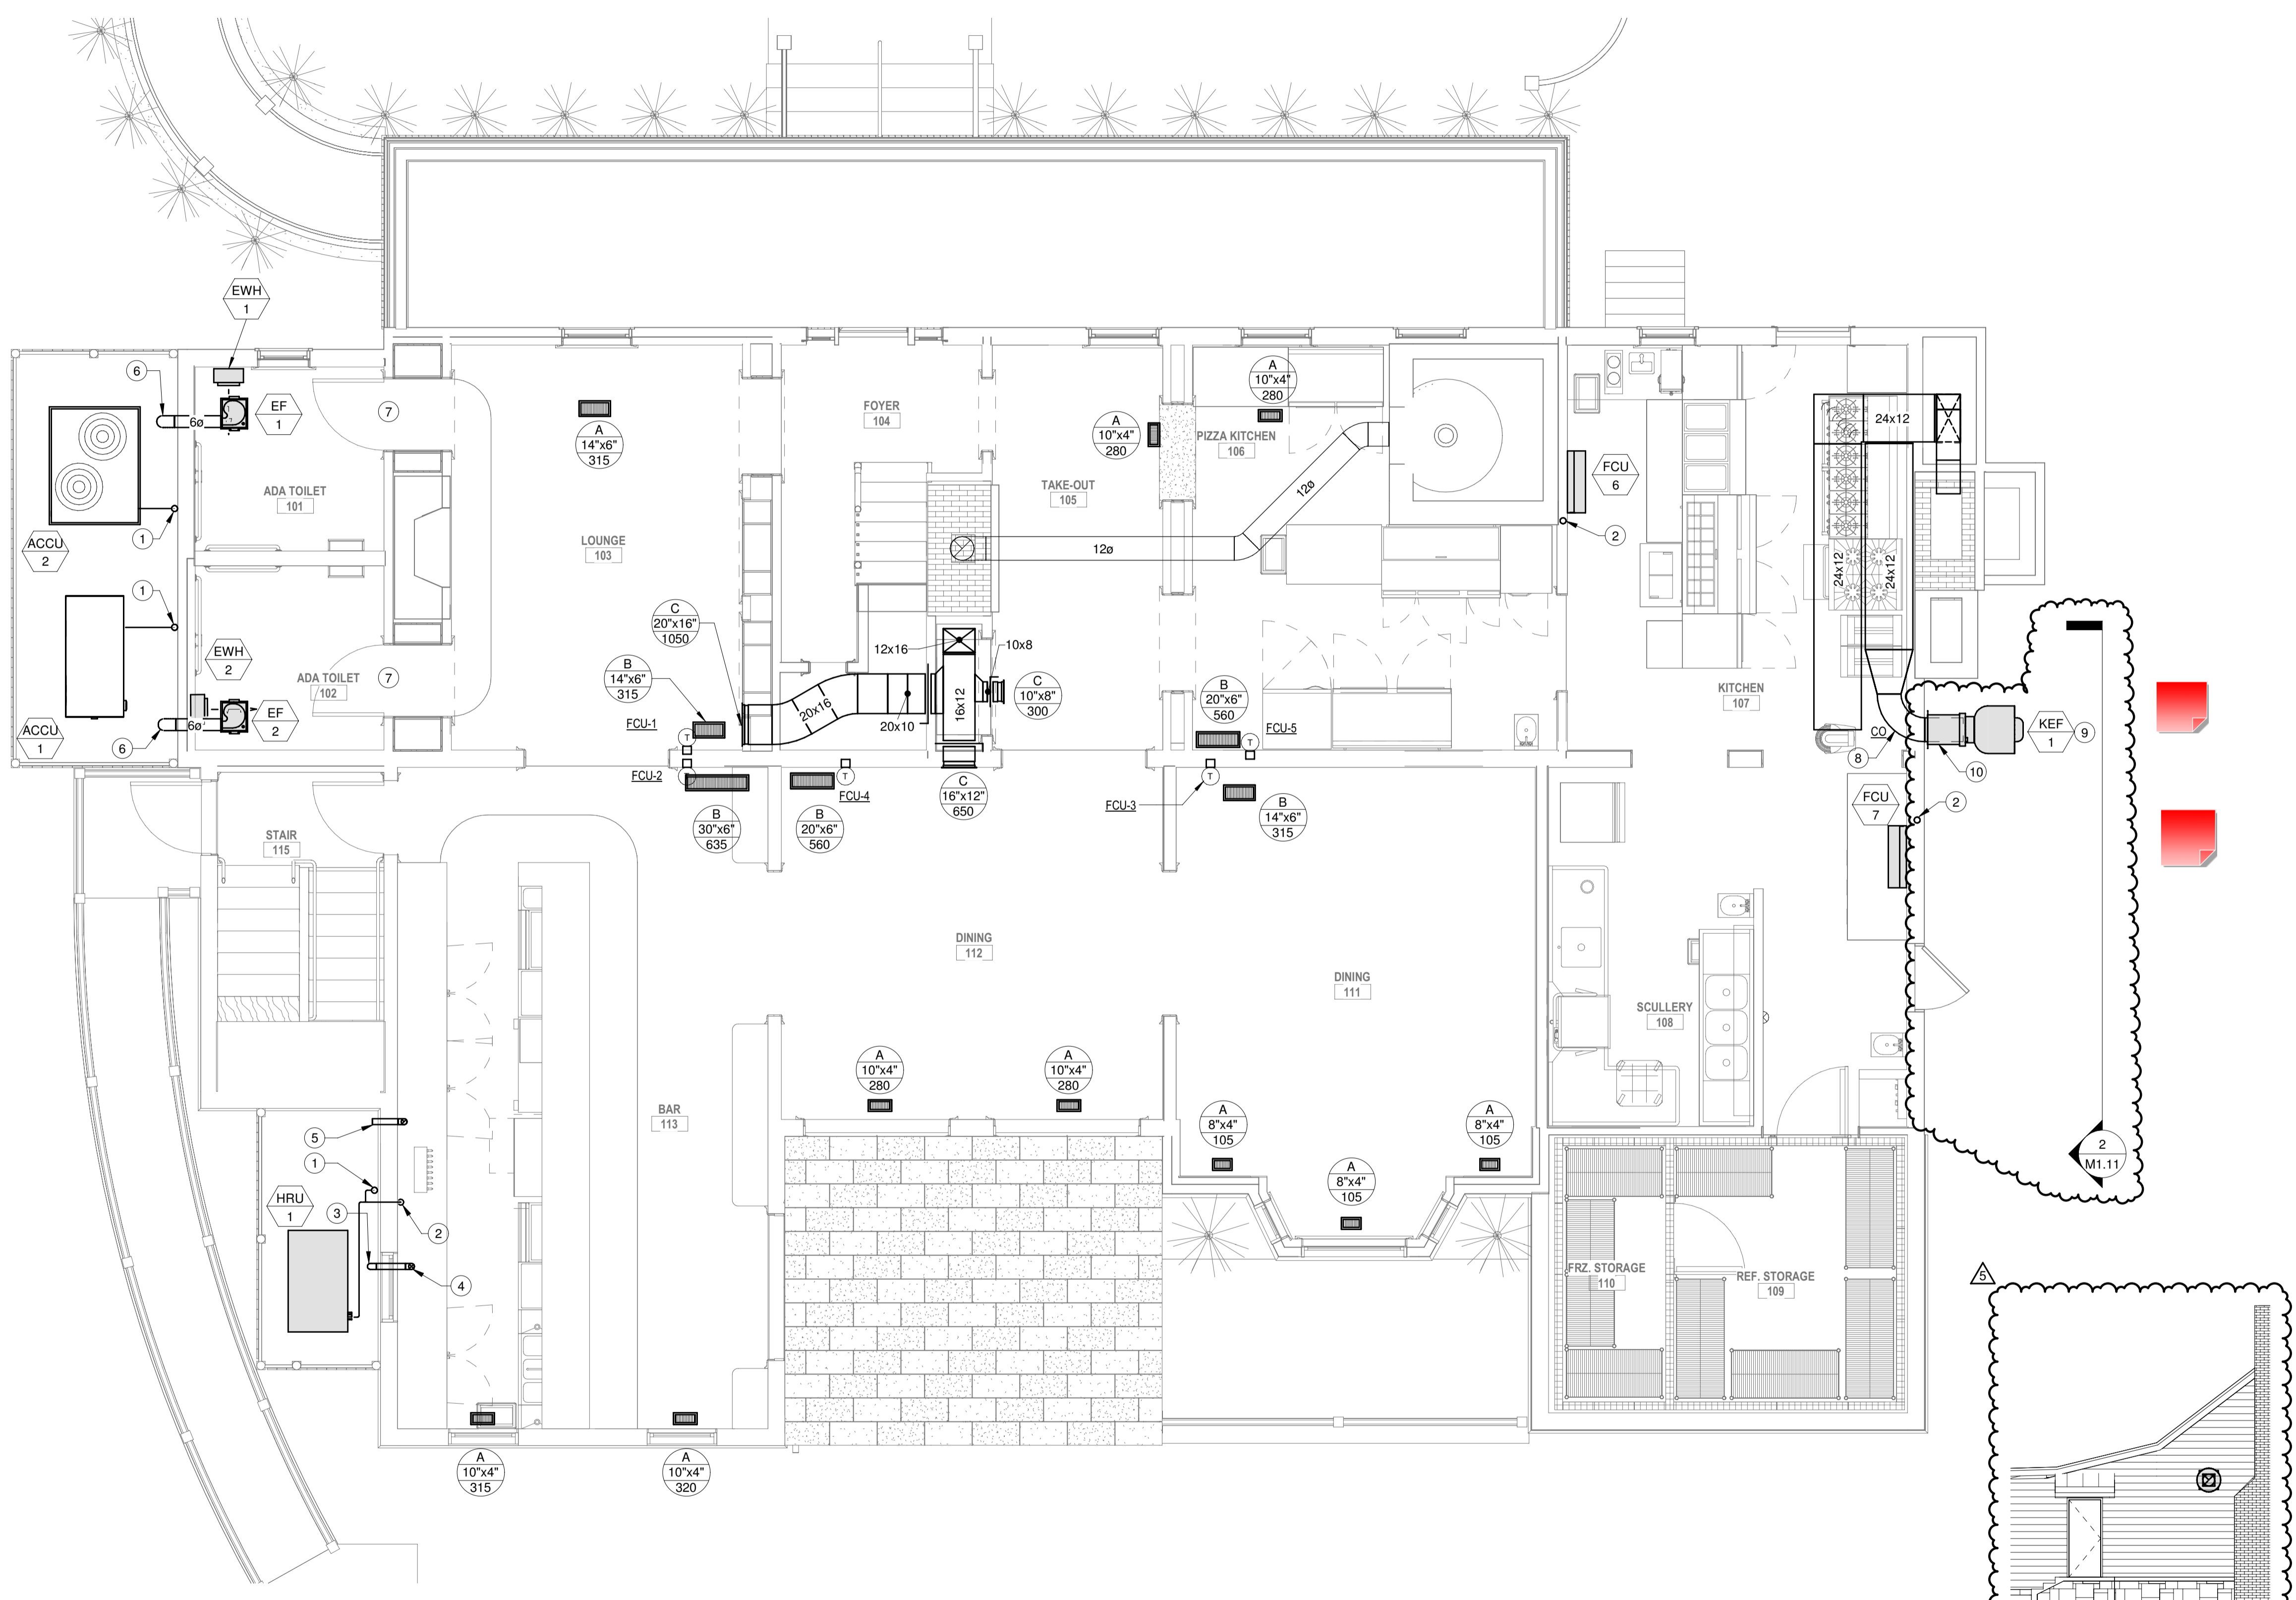 EWH
1
6
6ø
EF
1
7
A
14"x6"
315
FOYER
104
A
10"x4"
280
A
10"x4"
280
PIZZA KITCHEN
106
24x12
FCU
6
ADA TOILET
101
TAKE-OUT
105
12ø
ACCU
2
1
LOUNGE
103
12ø
2
24x12
24x12
1
EWH
2
C
20"x16"
1050
12x16
10x8
ADA TOILET
102
7
B
14"x6"
315
20x16
16x12
C
10"x8"
300
B
20"x6"
560
KITCHEN
107
ACCU
1
6
6ø
EF
2
FCU-1
T
20x10
FCU-5
T
CO
8
KEF
1
9
10
FCU-2
T
T
FCU-4
C
16"x12"
650
FCU-3
T
FCU
7
2
B
30"x6"
635
B
20"x6"
560
B
14"x6"
315
STAIR
115
DINING
112
DINING
111
SCULLERY
108
A
10"x4"
280
A
10"x4"
280
BAR
113
5
A
8"x4"
105
A
8"x4"
105
2
M1.11
1
HRU
1
3
2
A
8"x4"
105
4
FRZ. STORAGE
110
REF. STORAGE
109
5
A
10"x4"
315
A
10"x4"
320